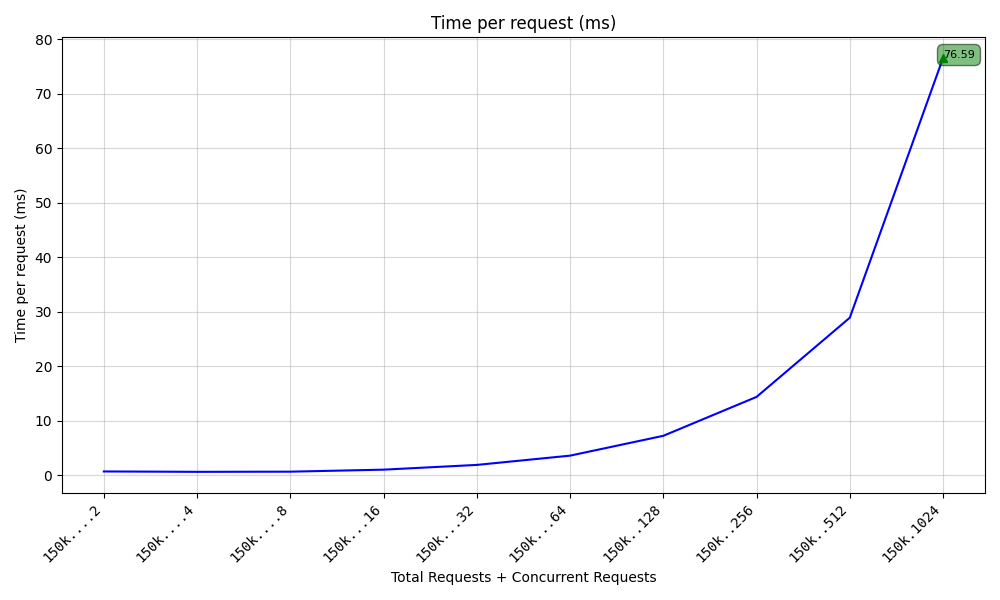 Time per request (ms)
80
76.59
70
60
50
40
30
20
10
0
Time per request (ms)
150k....2
150k....4
150k....8
150k...16
150k...32
150k...64
150k..128
150k..256
150k..512
150k.1024
Total Requests + Concurrent Requests